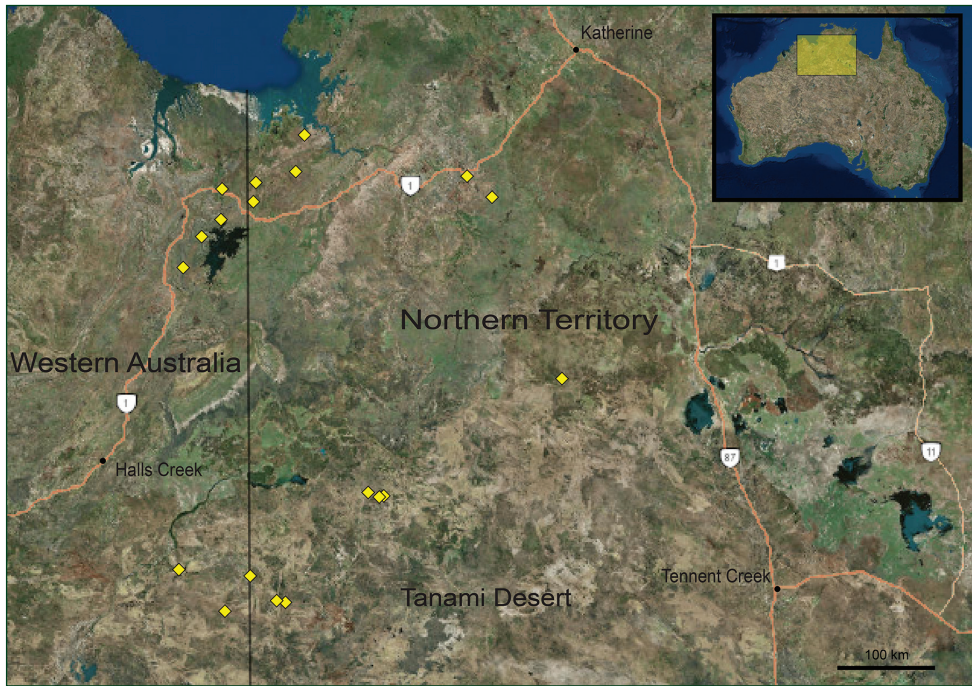 Katherine
1
1
Northern Territory
Western Australia
1
87
11
Halls Creek
Tennent Creek
Tanami Desert
100 km